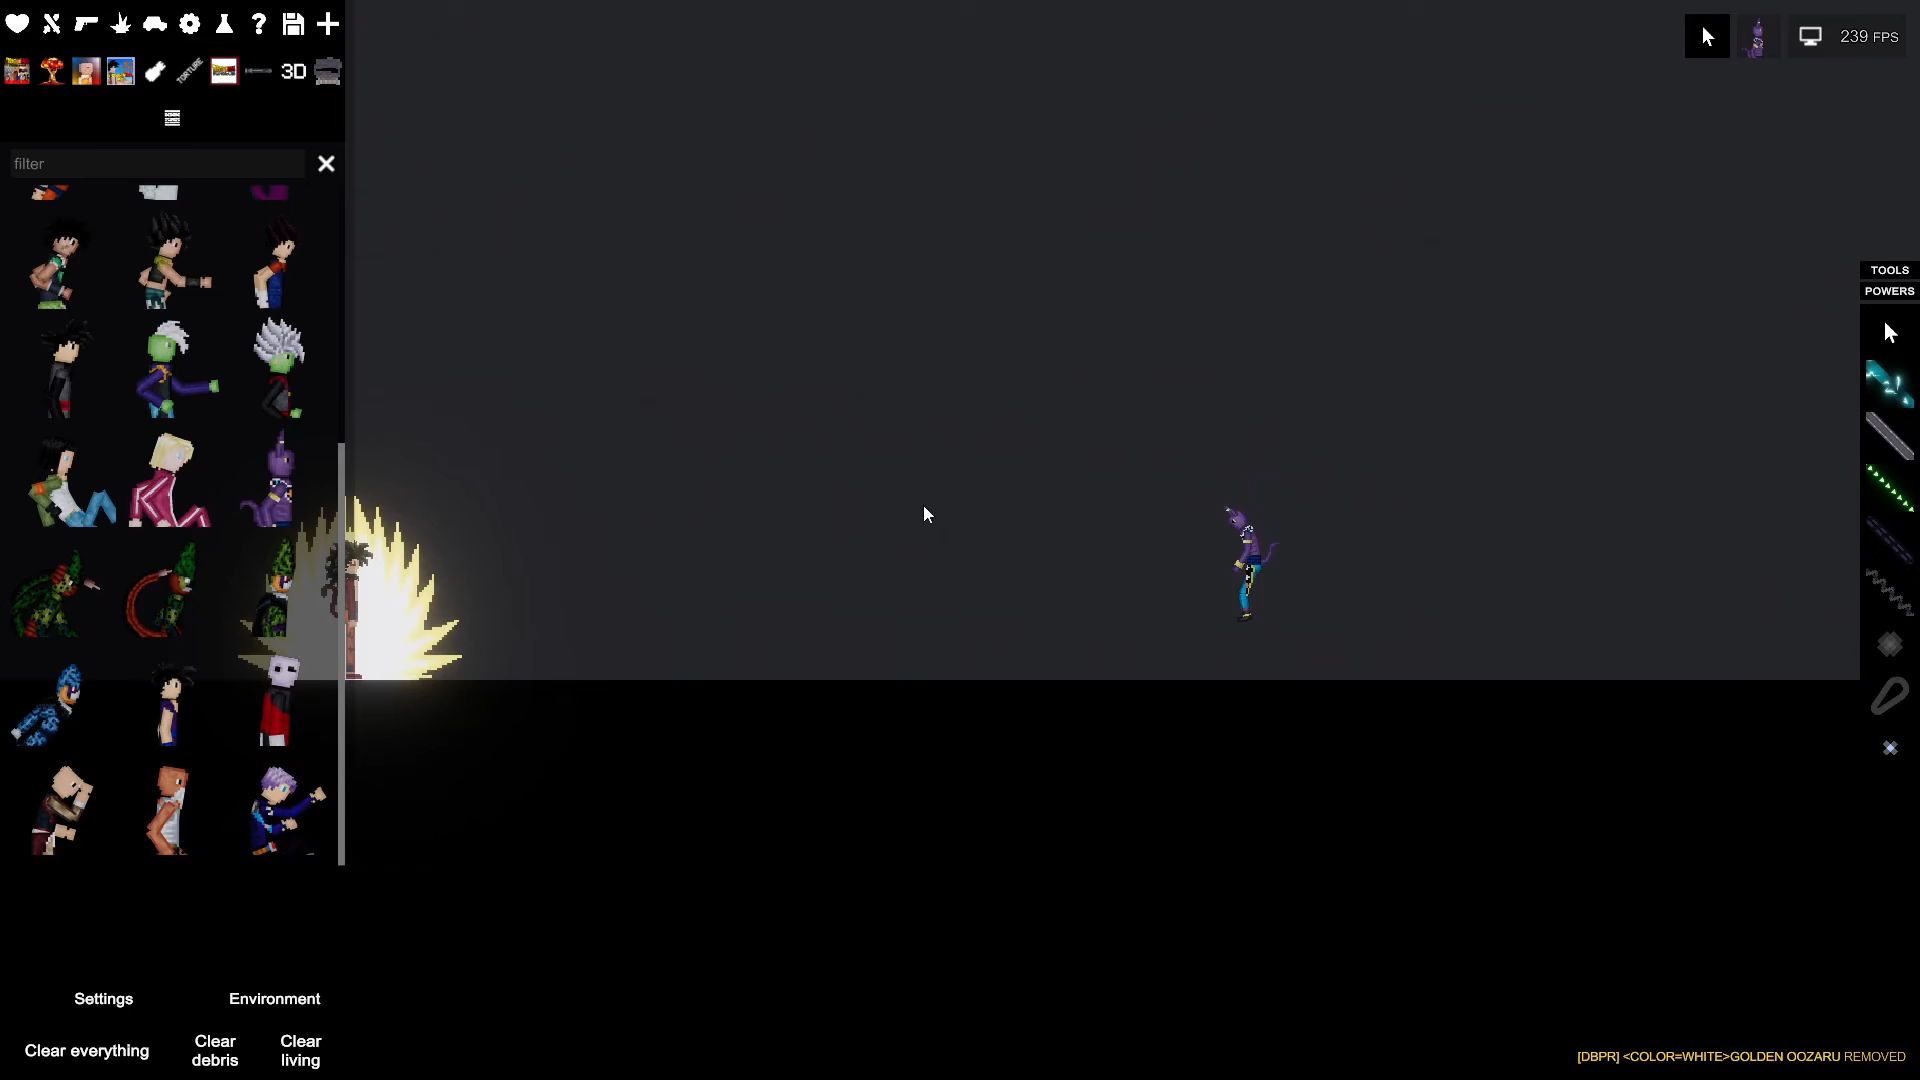 TORTURE
3D
239 FPS
filter
TOOLS
POWERS
Settings
Environment
Clear everything
Clear debris
Clear living
[DBPR] <COLOR=WHITE>GOLDEN OOZARU REMOVED